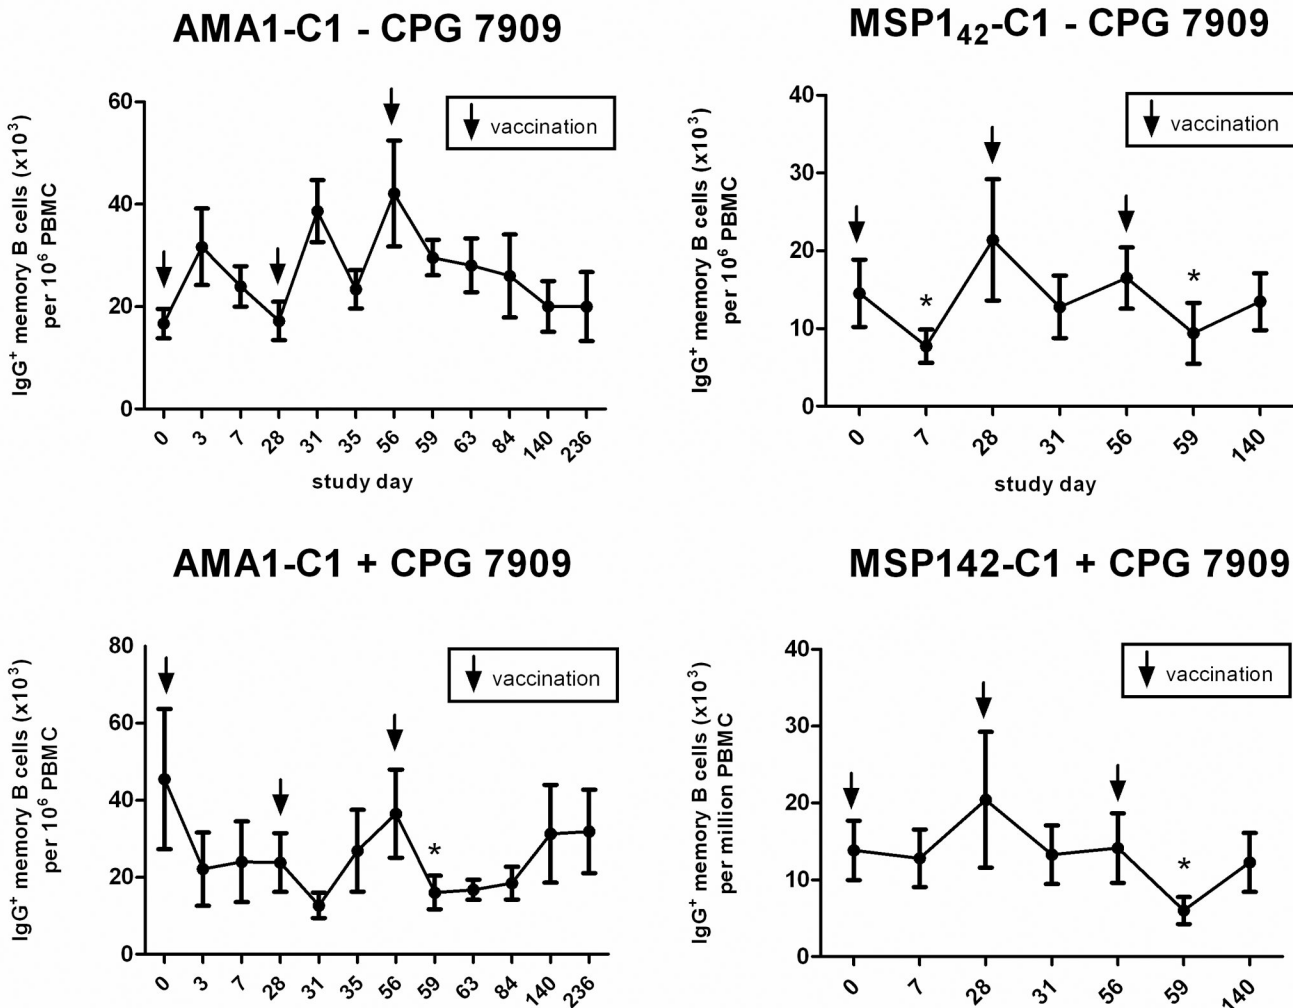 AMA1-C1 - CPG 7909
IgG⁺ memory B cells (x10³)
per 10⁶ PBMC
60
40
20
0
vaccination
0 3 7 28 31 35 56 59 63 84 140 236
study day
MSP1₄₂-C1 - CPG 7909
IgG⁺ memory B cells (x10³)
per 10⁶ PBMC
40
30
20
10
0
vaccination
*
*
0 7 28 31 56 59 140
study day
AMA1-C1 + CPG 7909
IgG⁺ memory B cells (x10³)
per 10⁶ PBMC
80
60
40
20
0
vaccination
*
0 3 7 28 31 35 56 59 63 84 140 236
MSP142-C1 + CPG 7909
IgG⁺ memory B cells (x10³)
per million PBMC
40
30
20
10
0
vaccination
*
0 7 28 31 56 59 140